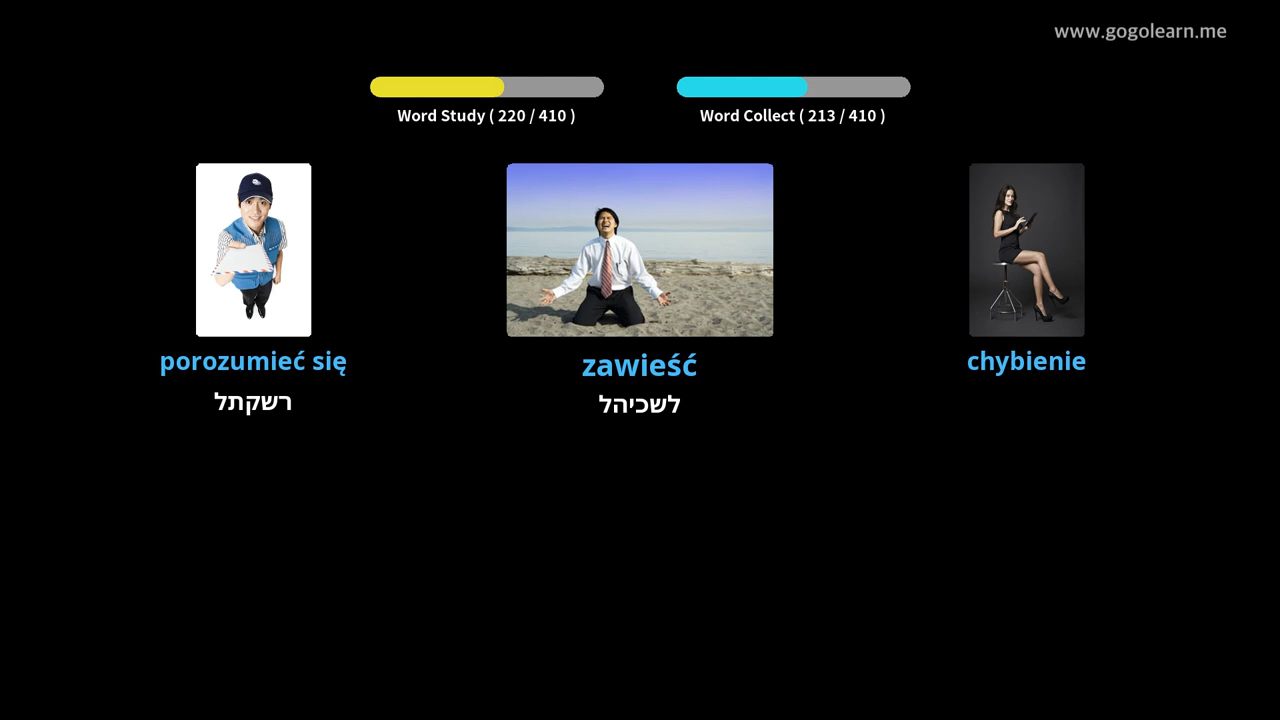 www.gogolearn.me
Word Study ( 220 / 410 )
Word Collect ( 213 / 410 )
porozumieć się
רשקתל
zawieść
לשכיהל
chybienie